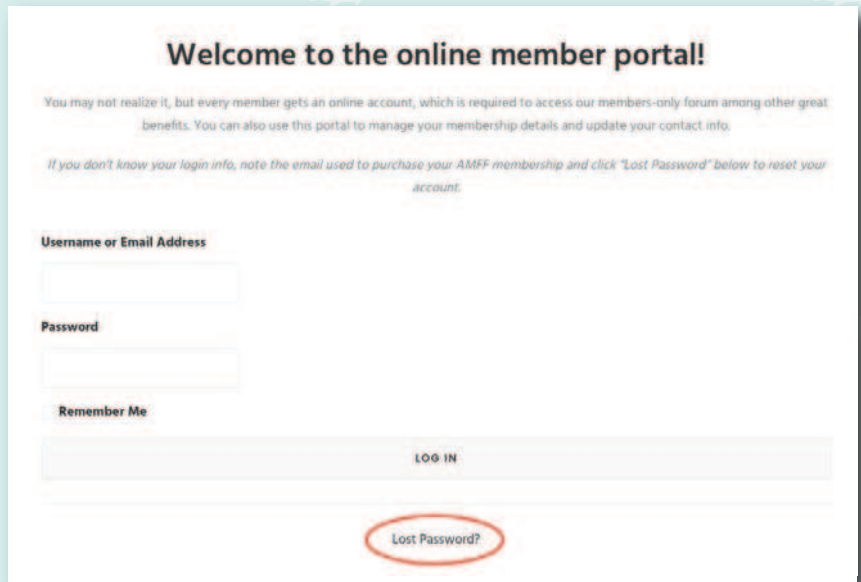 Welcome to the online member portal!
You may not realize it, but every member gets an online account, which is required to access our members-only forum among other great
benefits. You can also use this portal to manage your membership details and update your contact info.
If you don't know your login info, note the email used to purchase your AMFF membership and click "Lost Password" below to reset your
account.
Username or Email Address
Password
Remember Me
LOG IN
Lost Password?